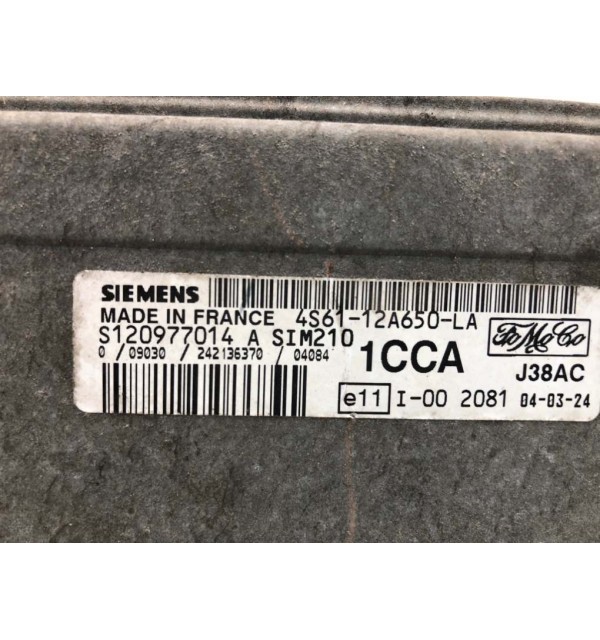 SIEMENS
MADE IN FRANCE 4S61-12A650-LA
S120977014 A SIM210
0 / 09030 / 242136370 / 04084
1CCA
FoMoCo
J38AC
e11 I-00 2081 04-03-24